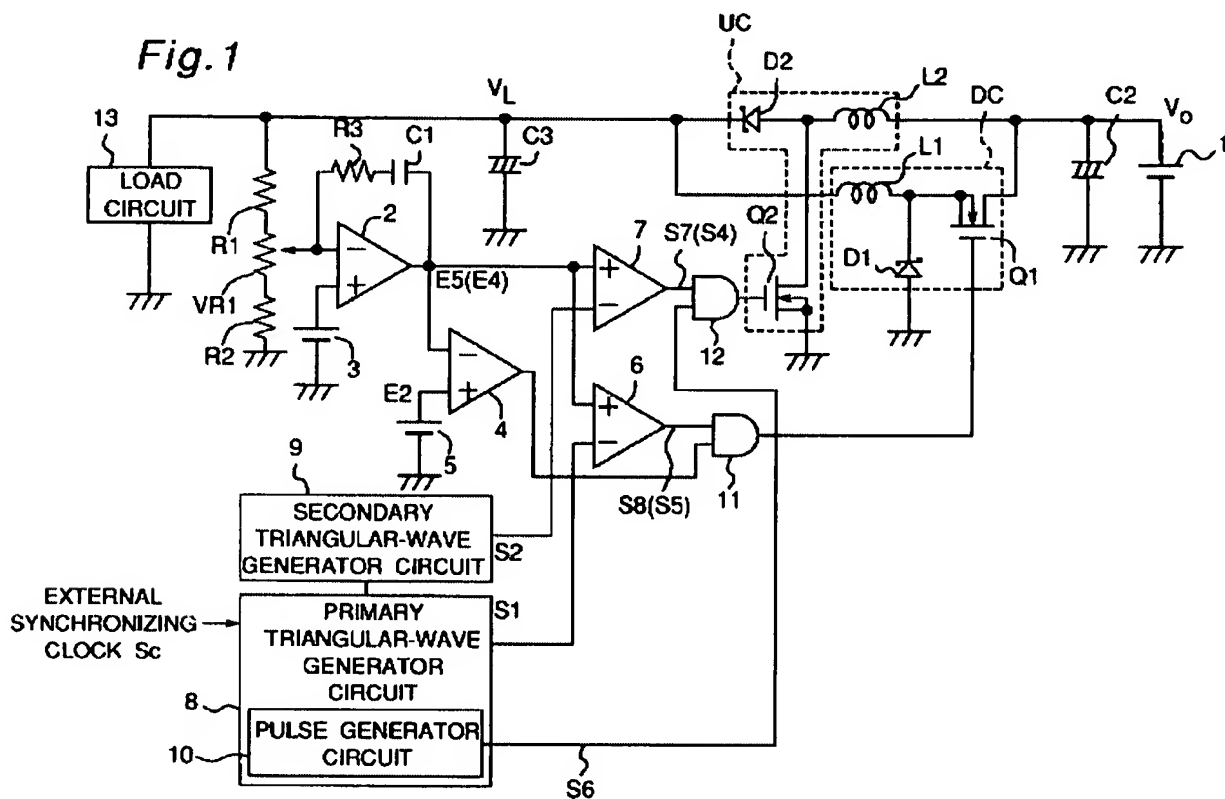 Fig.1
UC
D2
L2
DC
C2
Vo
1
VL
13
R3
C1
C3
LOAD
CIRCUIT
L1
R1
2
7
S7(S4)
Q2
D1
Q1
VR1
E5(E4)
R2
3
12
6
E2
4
5
11
S8(S5)
9
SECONDARY
TRIANGULAR-WAVE
GENERATOR CIRCUIT
S2
EXTERNAL
SYNCHRONIZING
CLOCK Sc
S1
PRIMARY
TRIANGULAR-WAVE
GENERATOR
CIRCUIT
8
PULSE GENERATOR
CIRCUIT
10
S6